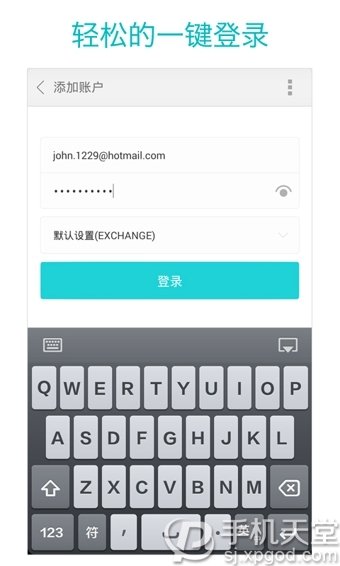 轻松的一键登录
添加账户
john.1229@hotmail.com
••••••••••
默认设置(EXCHANGE)
登录
Q W E R T Y U I O P
A S D F G H J K L
Z X C V B N M
123 符 , . 英
手机天堂
sj.xpgod.com